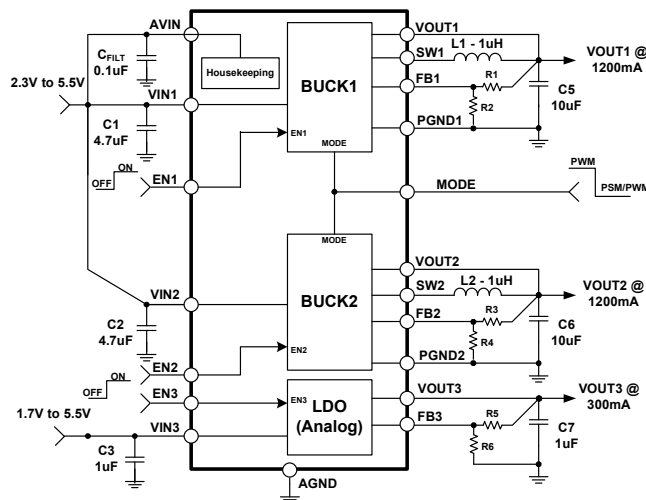 AVIN
CFILT
0.1uF
Housekeeping
2.3V to 5.5V
VIN1
C1
4.7uF
ON
OFF
EN1
EN1
BUCK1
MODE
VOUT1
SW1
L1 - 1uH
FB1
R1
R2
PGND1
VOUT1 @
1200mA
C5
10uF
MODE
PWM
PSM/PWM
MODE
BUCK2
VIN2
C2
4.7uF
EN2
VOUT2
SW2
L2 - 1uH
FB2
R3
R4
PGND2
VOUT2 @
1200mA
C6
10uF
ON
OFF
EN2
EN3
EN3
LDO
(Analog)
1.7V to 5.5V
VIN3
C3
1uF
VOUT3
FB3
R5
R6
VOUT3 @
300mA
C7
1uF
AGND